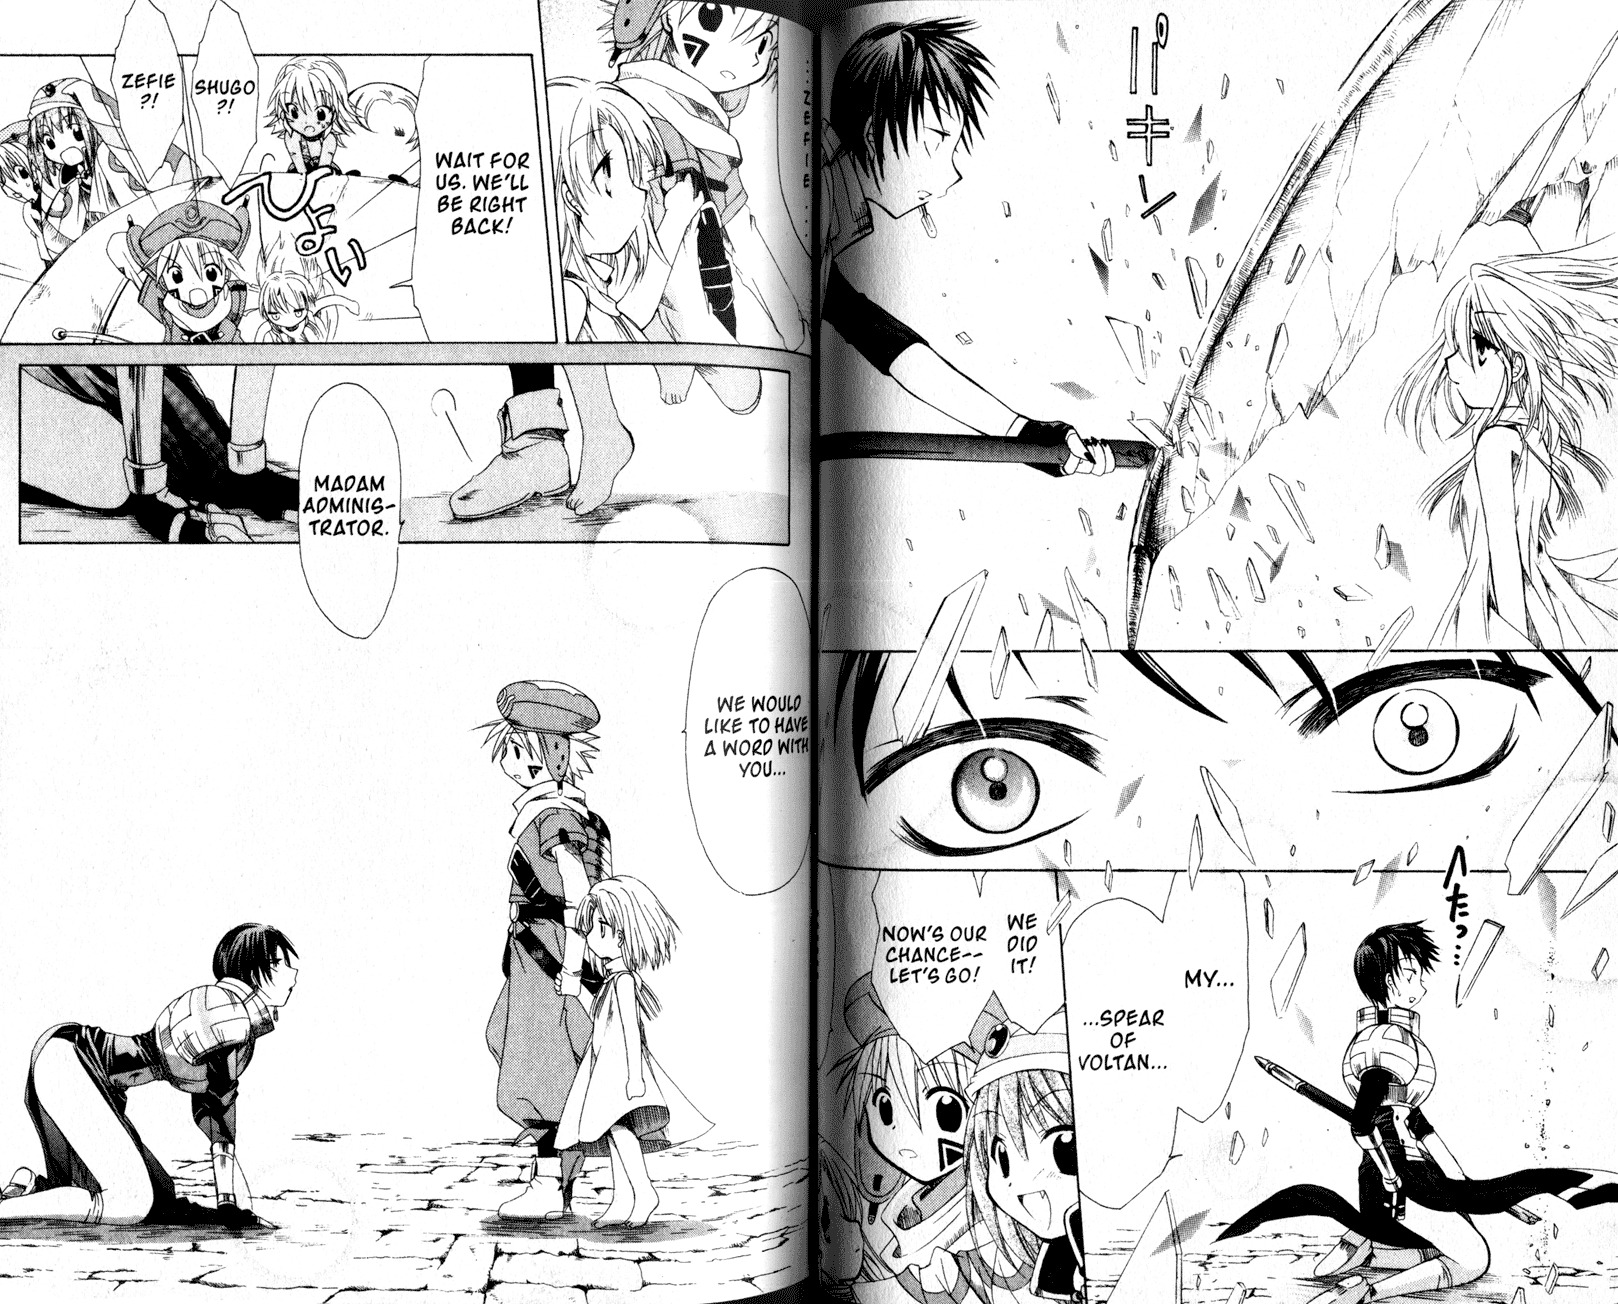 パキン
MY...
...SPEAR
OF
VOLTAN...
へたっ...
WE
DID
IT!
NOW'S OUR
CHANCE--
LET'S GO!
...ZEFIE...
WAIT FOR
US. WE'LL
BE RIGHT
BACK!
ぴょい
SHUGO
?!
ZEFIE
?!
MADAM
ADMINIS-
TRATOR.
WE WOULD
LIKE TO HAVE
A WORD WITH
YOU...